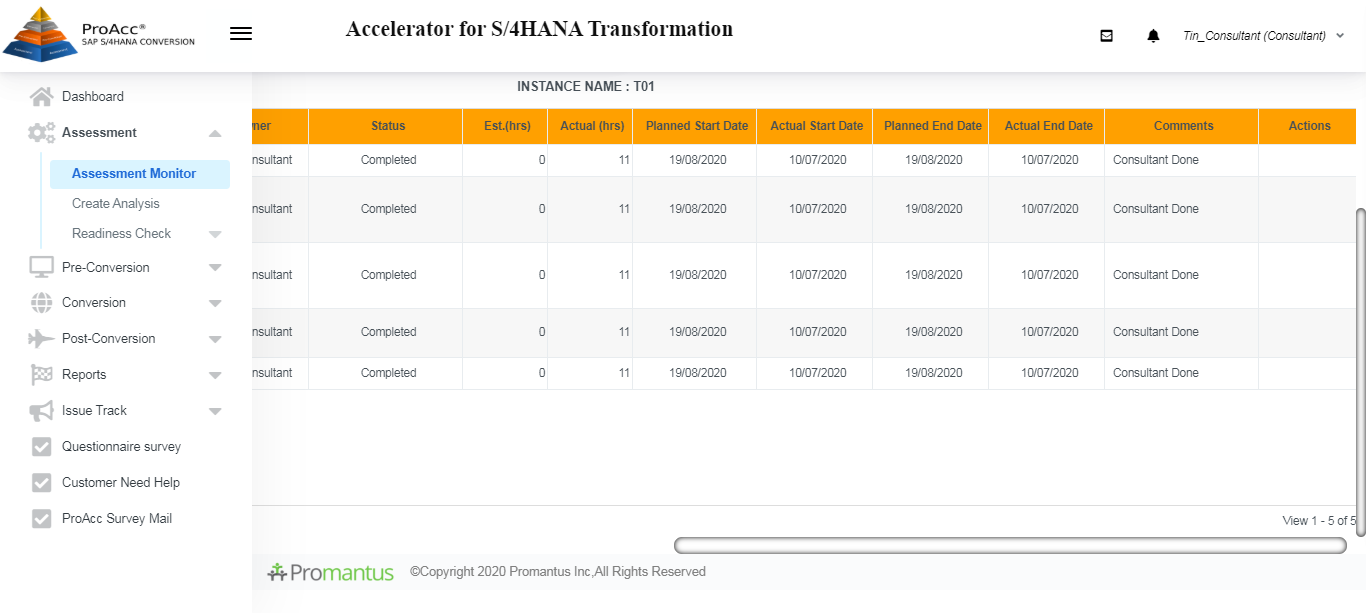 ProAcc®
SAP S/4HANA CONVERSION
Accelerator for S/4HANA Transformation
Tin_Consultant (Consultant)
Dashboard
Assessment
Assessment Monitor
Create Analysis
Readiness Check
Pre-Conversion
Conversion
Post-Conversion
Reports
Issue Track
Questionnaire survey
Customer Need Help
ProAcc Survey Mail
INSTANCE NAME : T01
ner Status Est.(hrs) Actual (hrs) Planned Start Date Actual Start Date Planned End Date Actual End Date Comments Actions
nsultant Completed 0 11 19/08/2020 10/07/2020 19/08/2020 10/07/2020 Consultant Done
nsultant Completed 0 11 19/08/2020 10/07/2020 19/08/2020 10/07/2020 Consultant Done
nsultant Completed 0 11 19/08/2020 10/07/2020 19/08/2020 10/07/2020 Consultant Done
nsultant Completed 0 11 19/08/2020 10/07/2020 19/08/2020 10/07/2020 Consultant Done
nsultant Completed 0 11 19/08/2020 10/07/2020 19/08/2020 10/07/2020 Consultant Done
View 1 - 5 of 5
Promantus ©Copyright 2020 Promantus Inc,All Rights Reserved